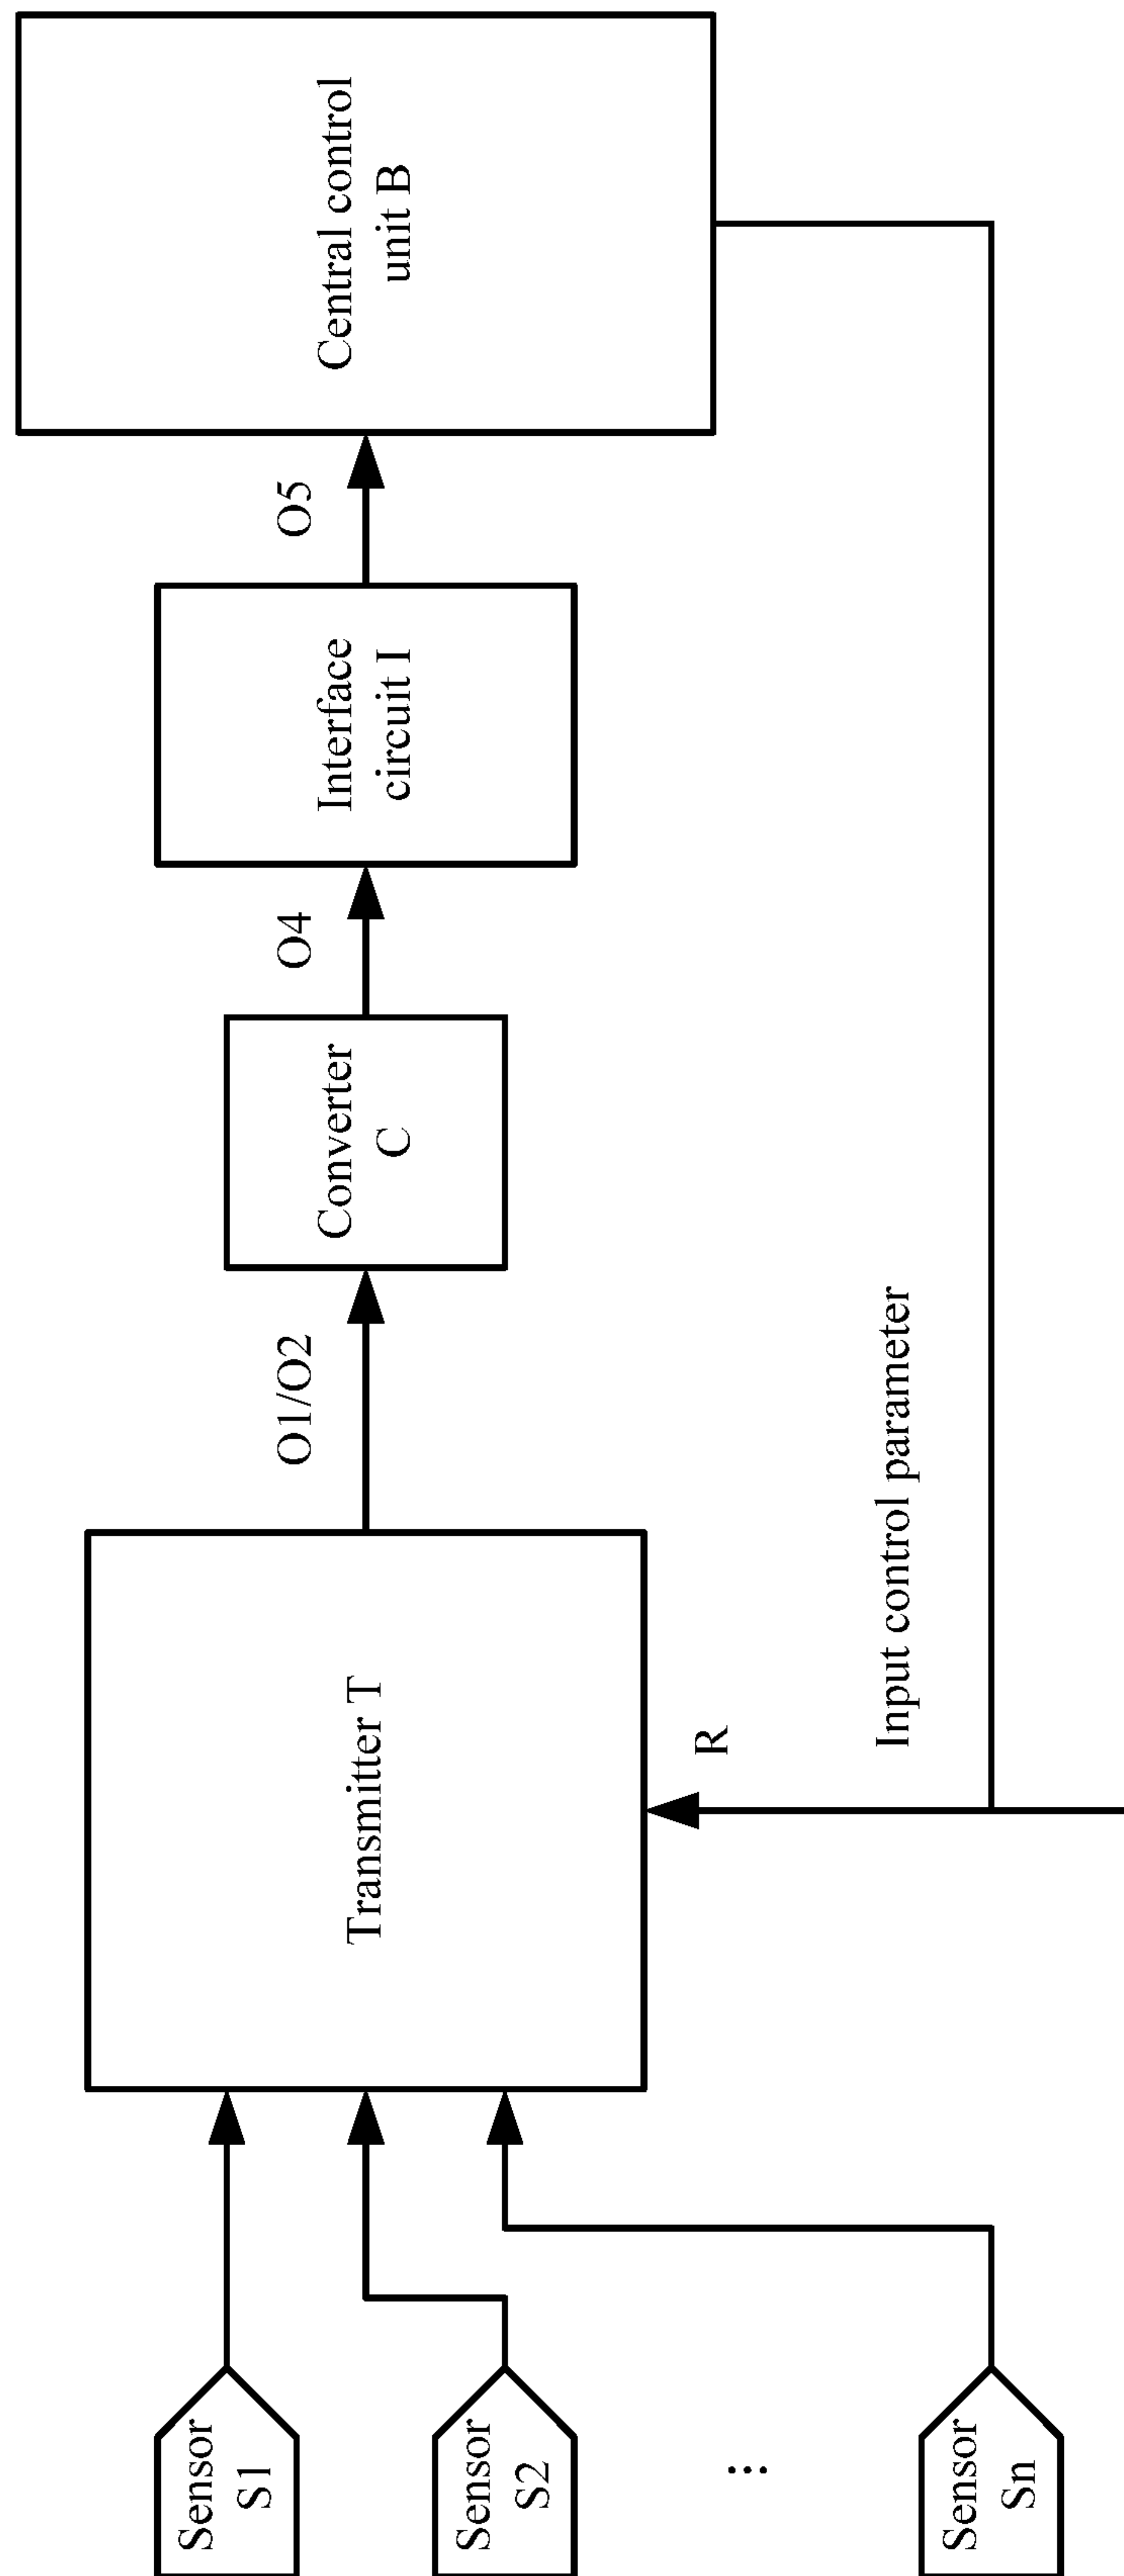 Sensor
S1
Sensor
S2
...
Sensor
Sn
Transmitter T
R
Input control parameter
O1/O2
Converter
C
O4
Interface
circuit I
O5
Central control
unit B